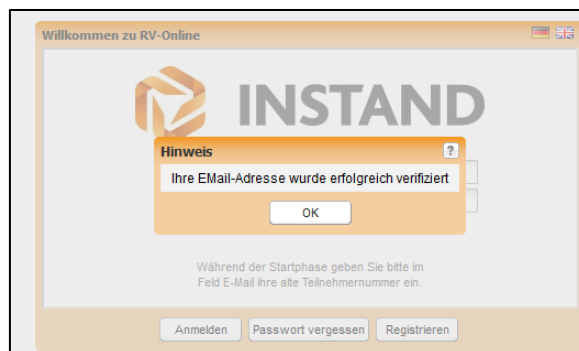 Willkommen zu RV-Online
INSTAND
Hinweis
?
Ihre EMail-Adresse wurde erfolgreich verifiziert
OK
Während der Startphase geben Sie bitte im
Feld E-Mail ihre alte Teilnehmernummer ein.
Anmelden Passwort vergessen Registrieren